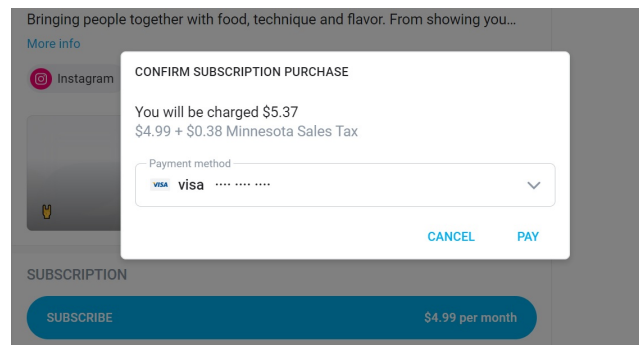 Bringing people together with food, technique and flavor. From showing you...
More info
Instagram
CONFIRM SUBSCRIPTION PURCHASE
You will be charged $5.37
$4.99 + $0.38 Minnesota Sales Tax
Payment method
VISA visa ···· ···· ····
CANCEL PAY
SUBSCRIPTION
SUBSCRIBE $4.99 per month